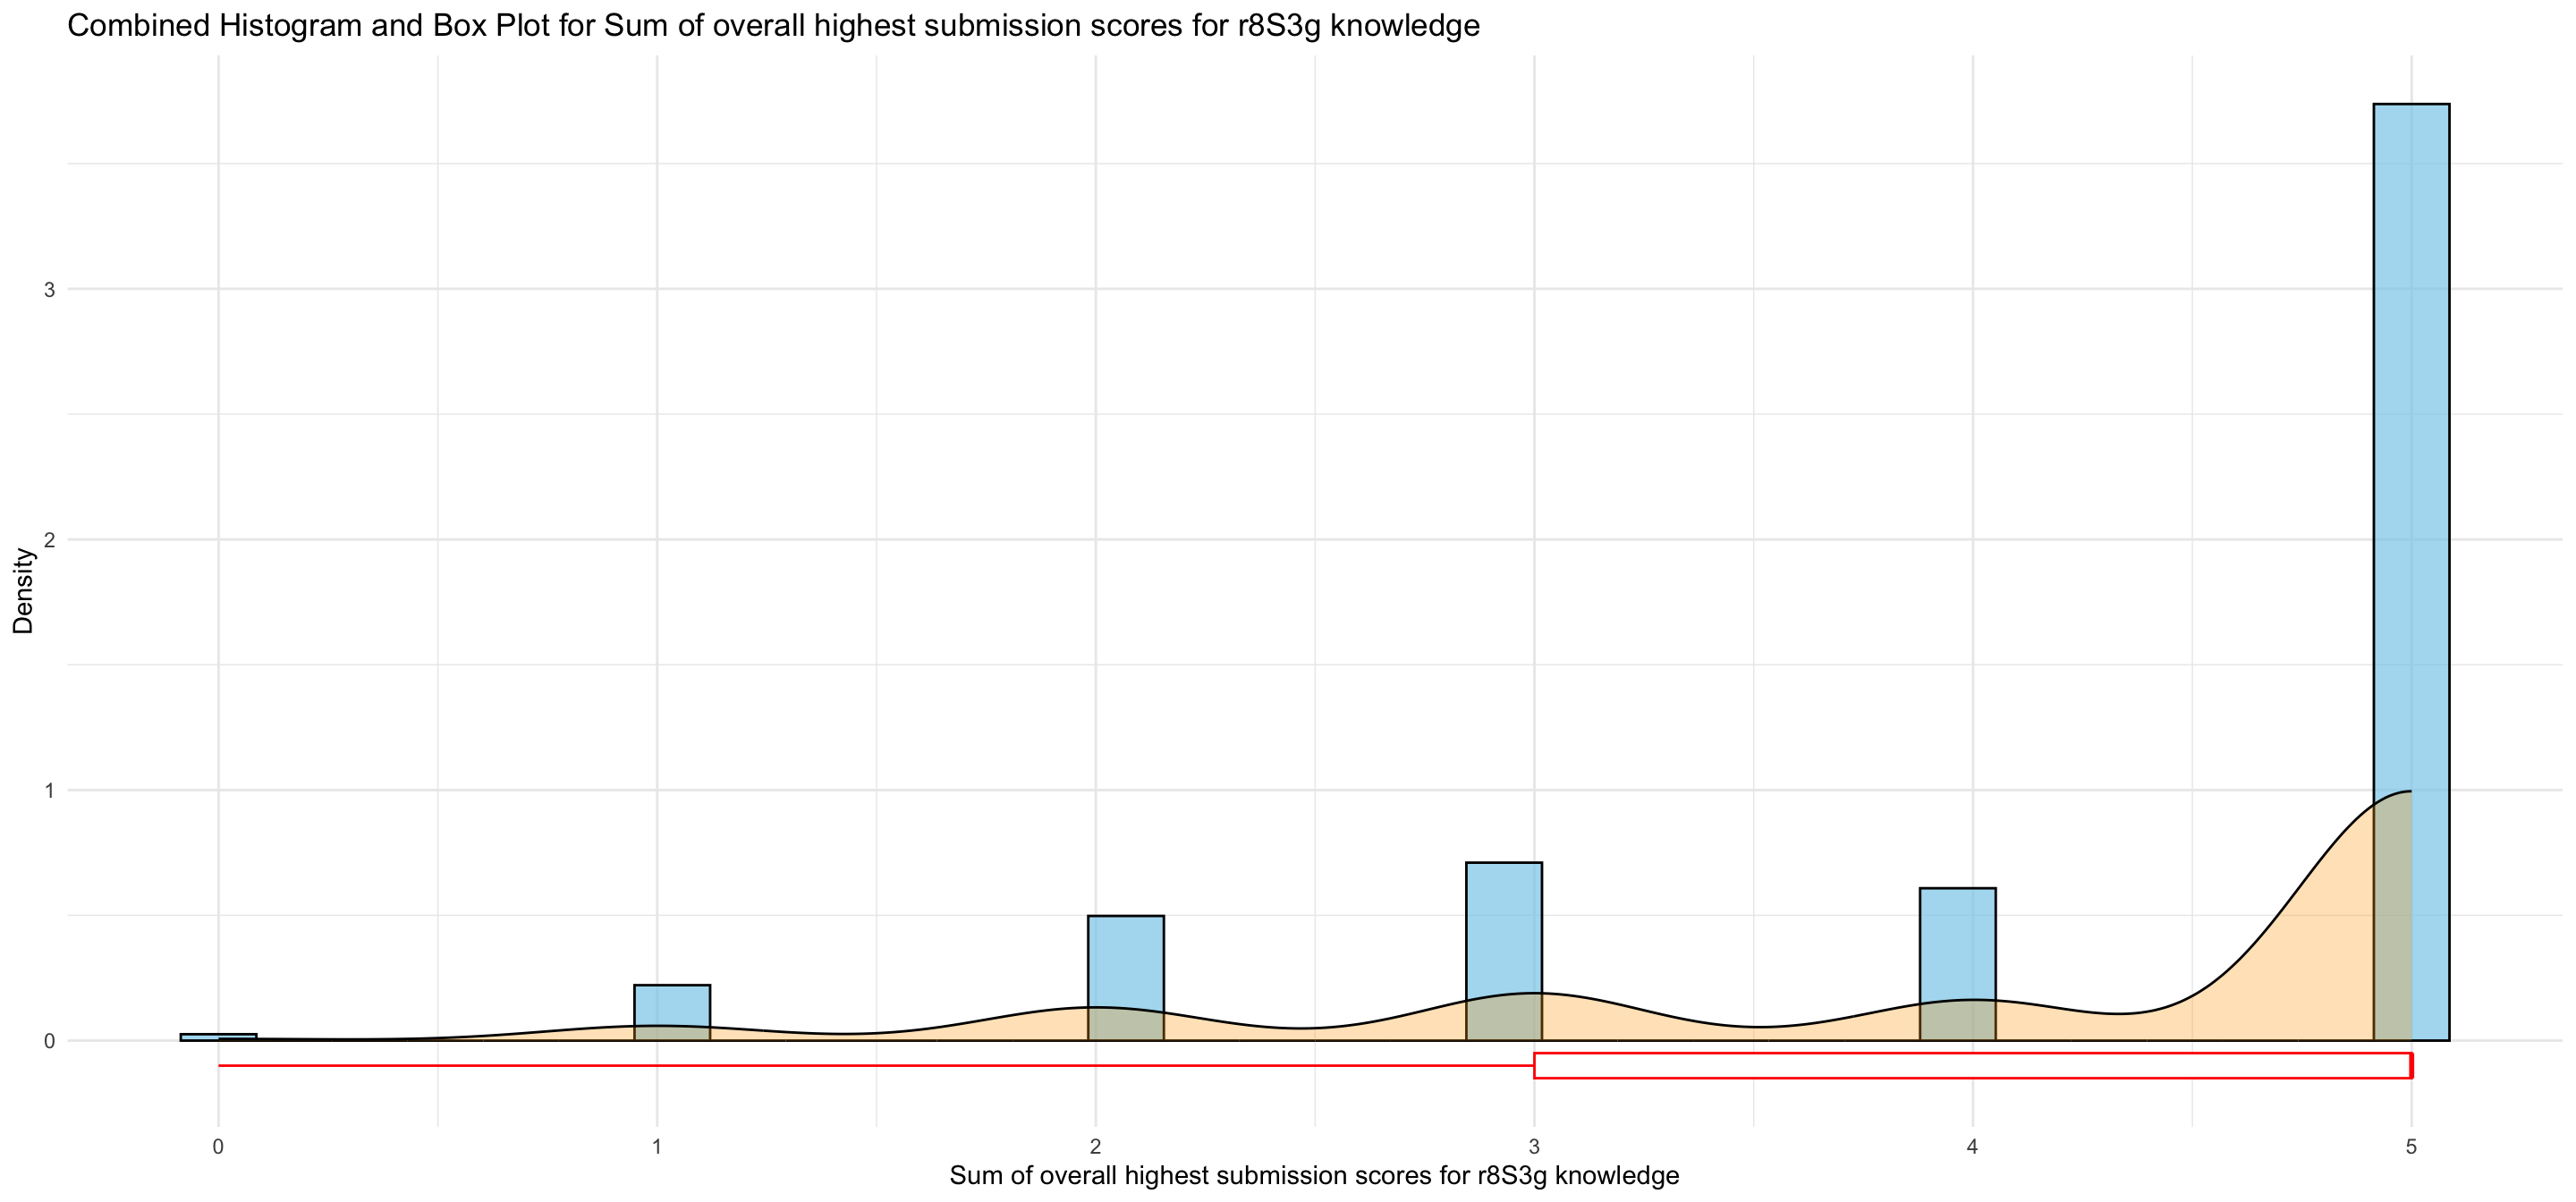 Combined Histogram and Box Plot for Sum of overall highest submission scores for r8S3g knowledge
Density
3
2
1
0
0 1 2 3 4 5
Sum of overall highest submission scores for r8S3g knowledge